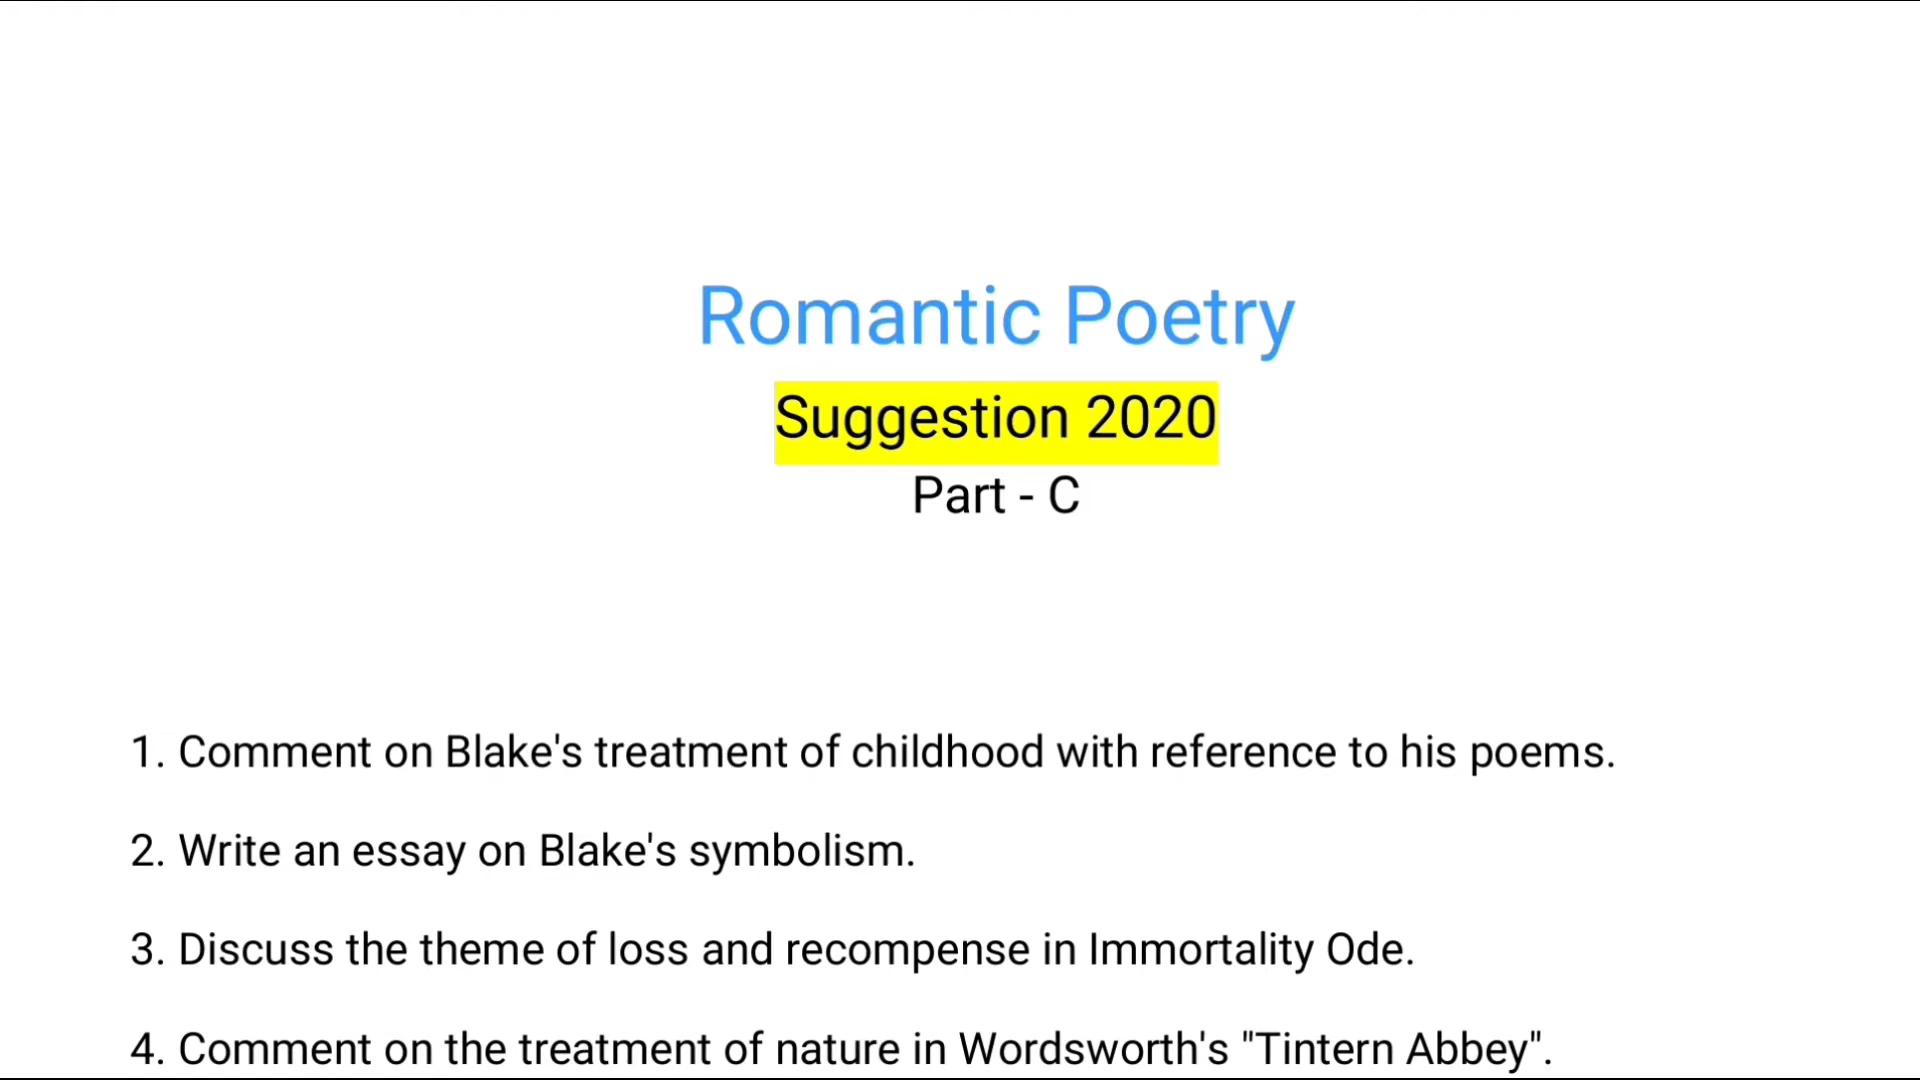 Romantic Poetry
Suggestion 2020
Part - C
1. Comment on Blake's treatment of childhood with reference to his poems.
2. Write an essay on Blake's symbolism.
3. Discuss the theme of loss and recompense in Immortality Ode.
4. Comment on the treatment of nature in Wordsworth's "Tintern Abbey".